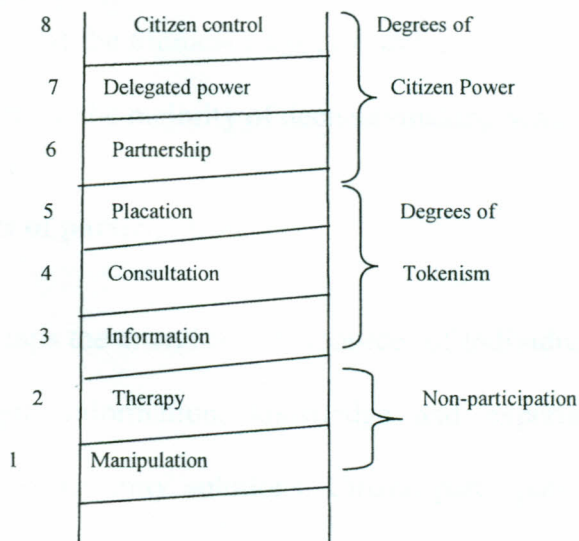 8 Citizen control Degrees of
7 Delegated power Citizen Power
6 Partnership
5 Placation Degrees of
4 Consultation Tokenism
3 Information
2 Therapy Non-participation
1 Manipulation